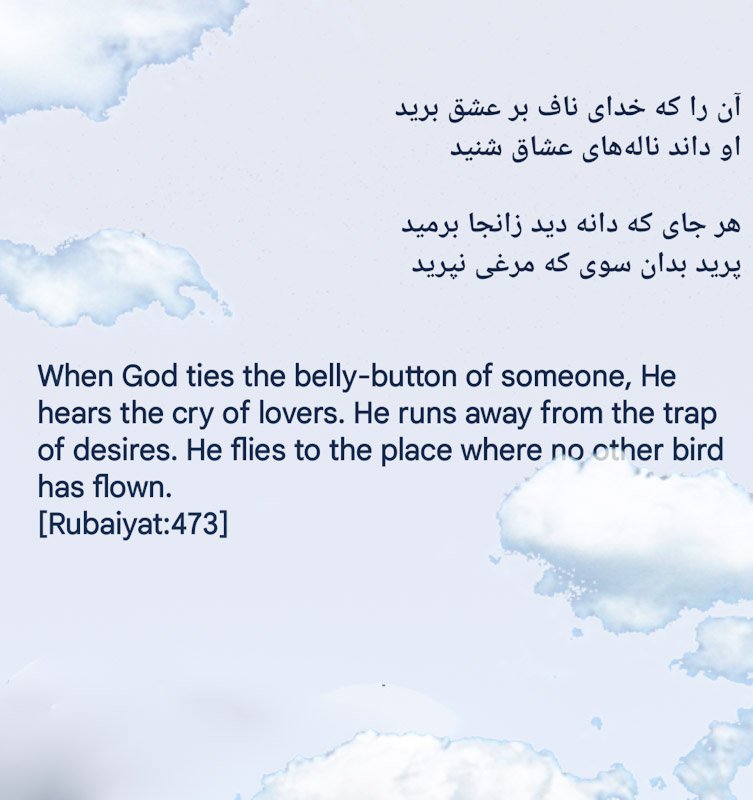 آن را که خدای ناف بر عشق برید
او داند ناله‌های عشاق شنید
هر جای که دانه دید زانجا برمید
پرید بدان سوی که مرغی نپرید
When God ties the belly-button of someone, He
hears the cry of lovers. He runs away from the trap
of desires. He flies to the place where no other bird
has flown.
[Rubaiyat:473]